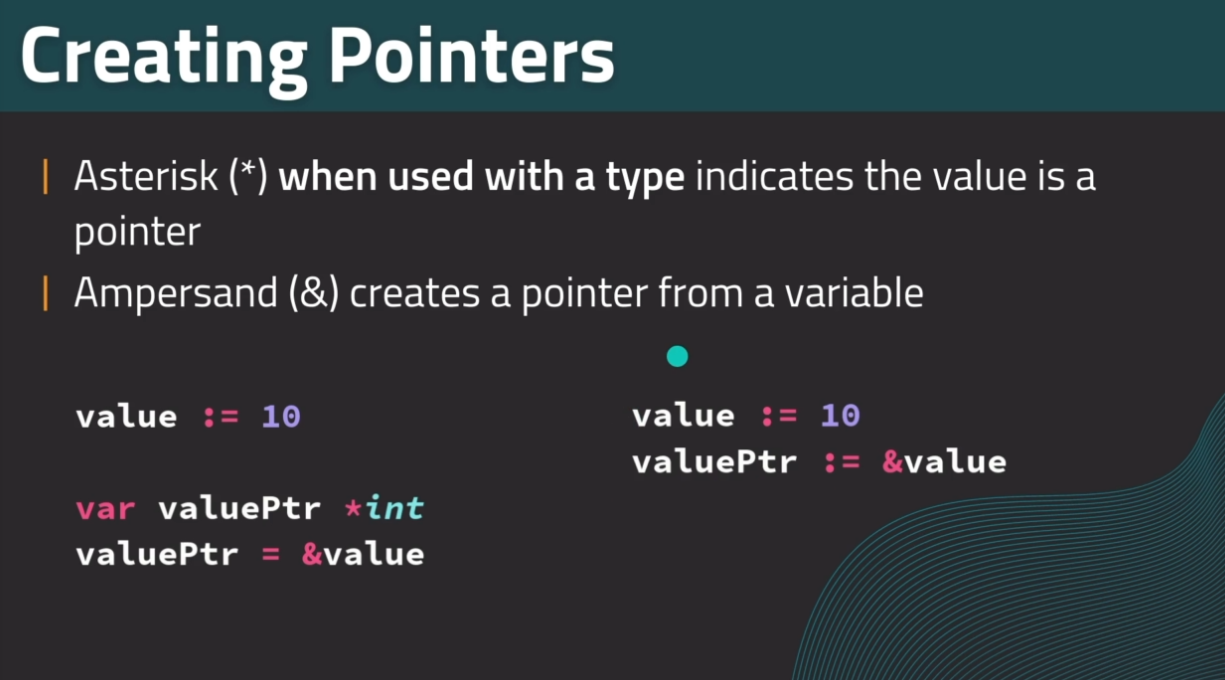 Creating Pointers
Asterisk (*) when used with a type indicates the value is a
pointer
Ampersand (&) creates a pointer from a variable
value := 10
var valuePtr *int
valuePtr = &value
value := 10
valuePtr := &value